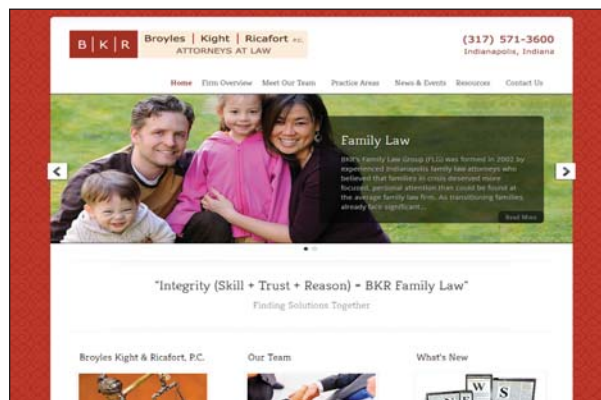 B | K | R
Broyles | Kight | Ricafort P.C.
ATTORNEYS AT LAW
(317) 571-3600
Indianapolis, Indiana
Home Firm Overview Meet Our Team Practice Areas News & Events Resources Contact Us
Family Law
BKR's Family Law Group (FLG) was formed in 2002 by
experienced Indianapolis family law attorneys who
believed that families in crisis deserved more
focused, personal attention than could be found at
the average family law firm. As transitioning families
already face significant...
Read More
"Integrity (Skill + Trust + Reason) = BKR Family Law"
Finding Solutions Together
Broyles Kight & Ricafort, P.C. Our Team What's New
W S
N E S